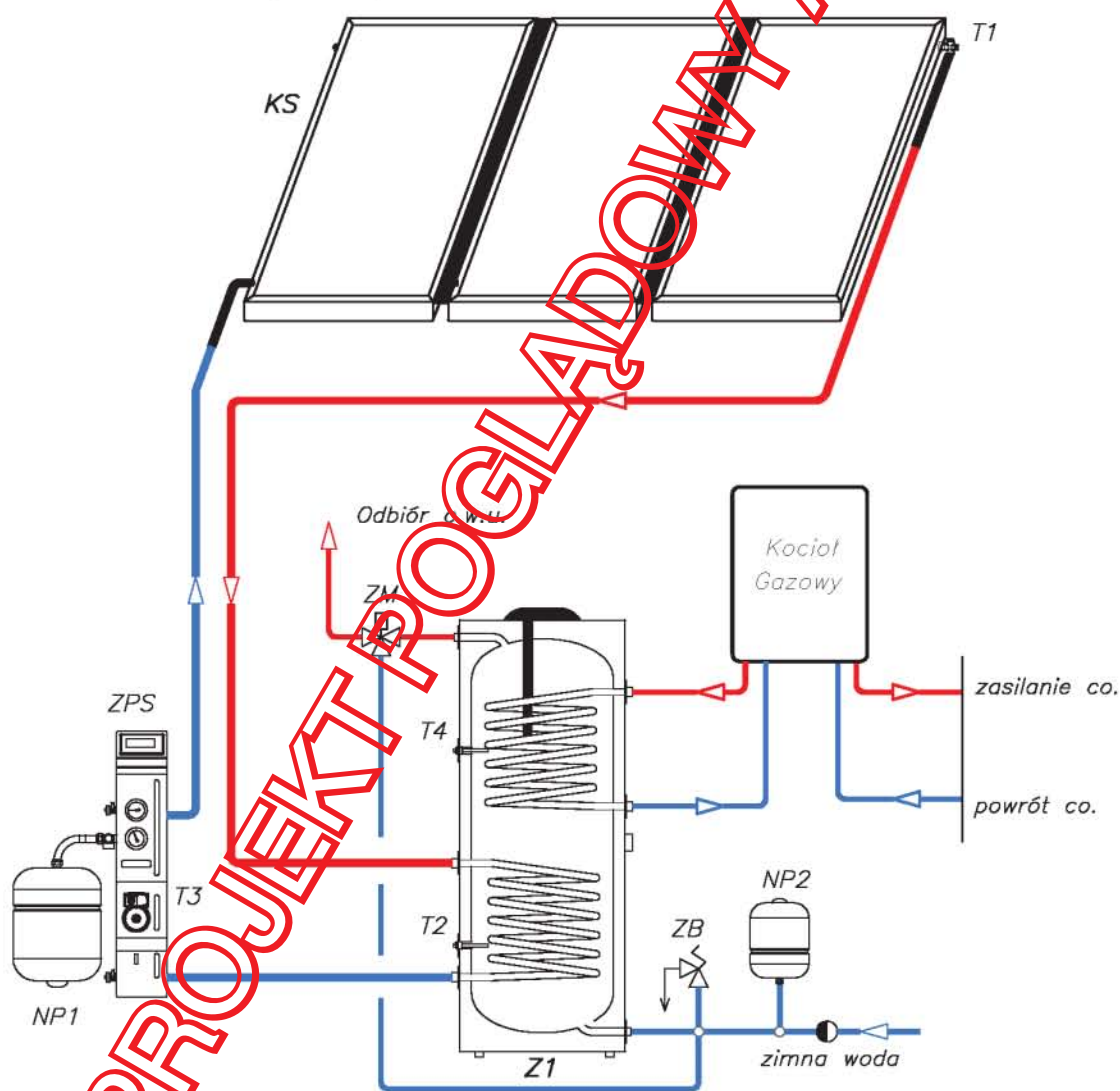 T1
KS
Odbiór c.w.u.
Kocioł
Gazowy
ZM
ZPS
zasilanie co.
T4
powrót co.
T3
NP2
T2
ZB
NP1
zimna woda
Z1
PROJEKT POGLĄDOWY